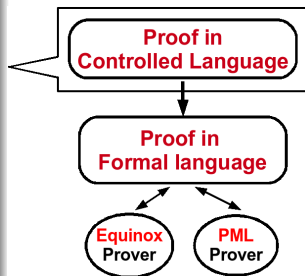 Proof in
Controlled Language
Proof in
Formal language
Equinox
Prover
PML
Prover